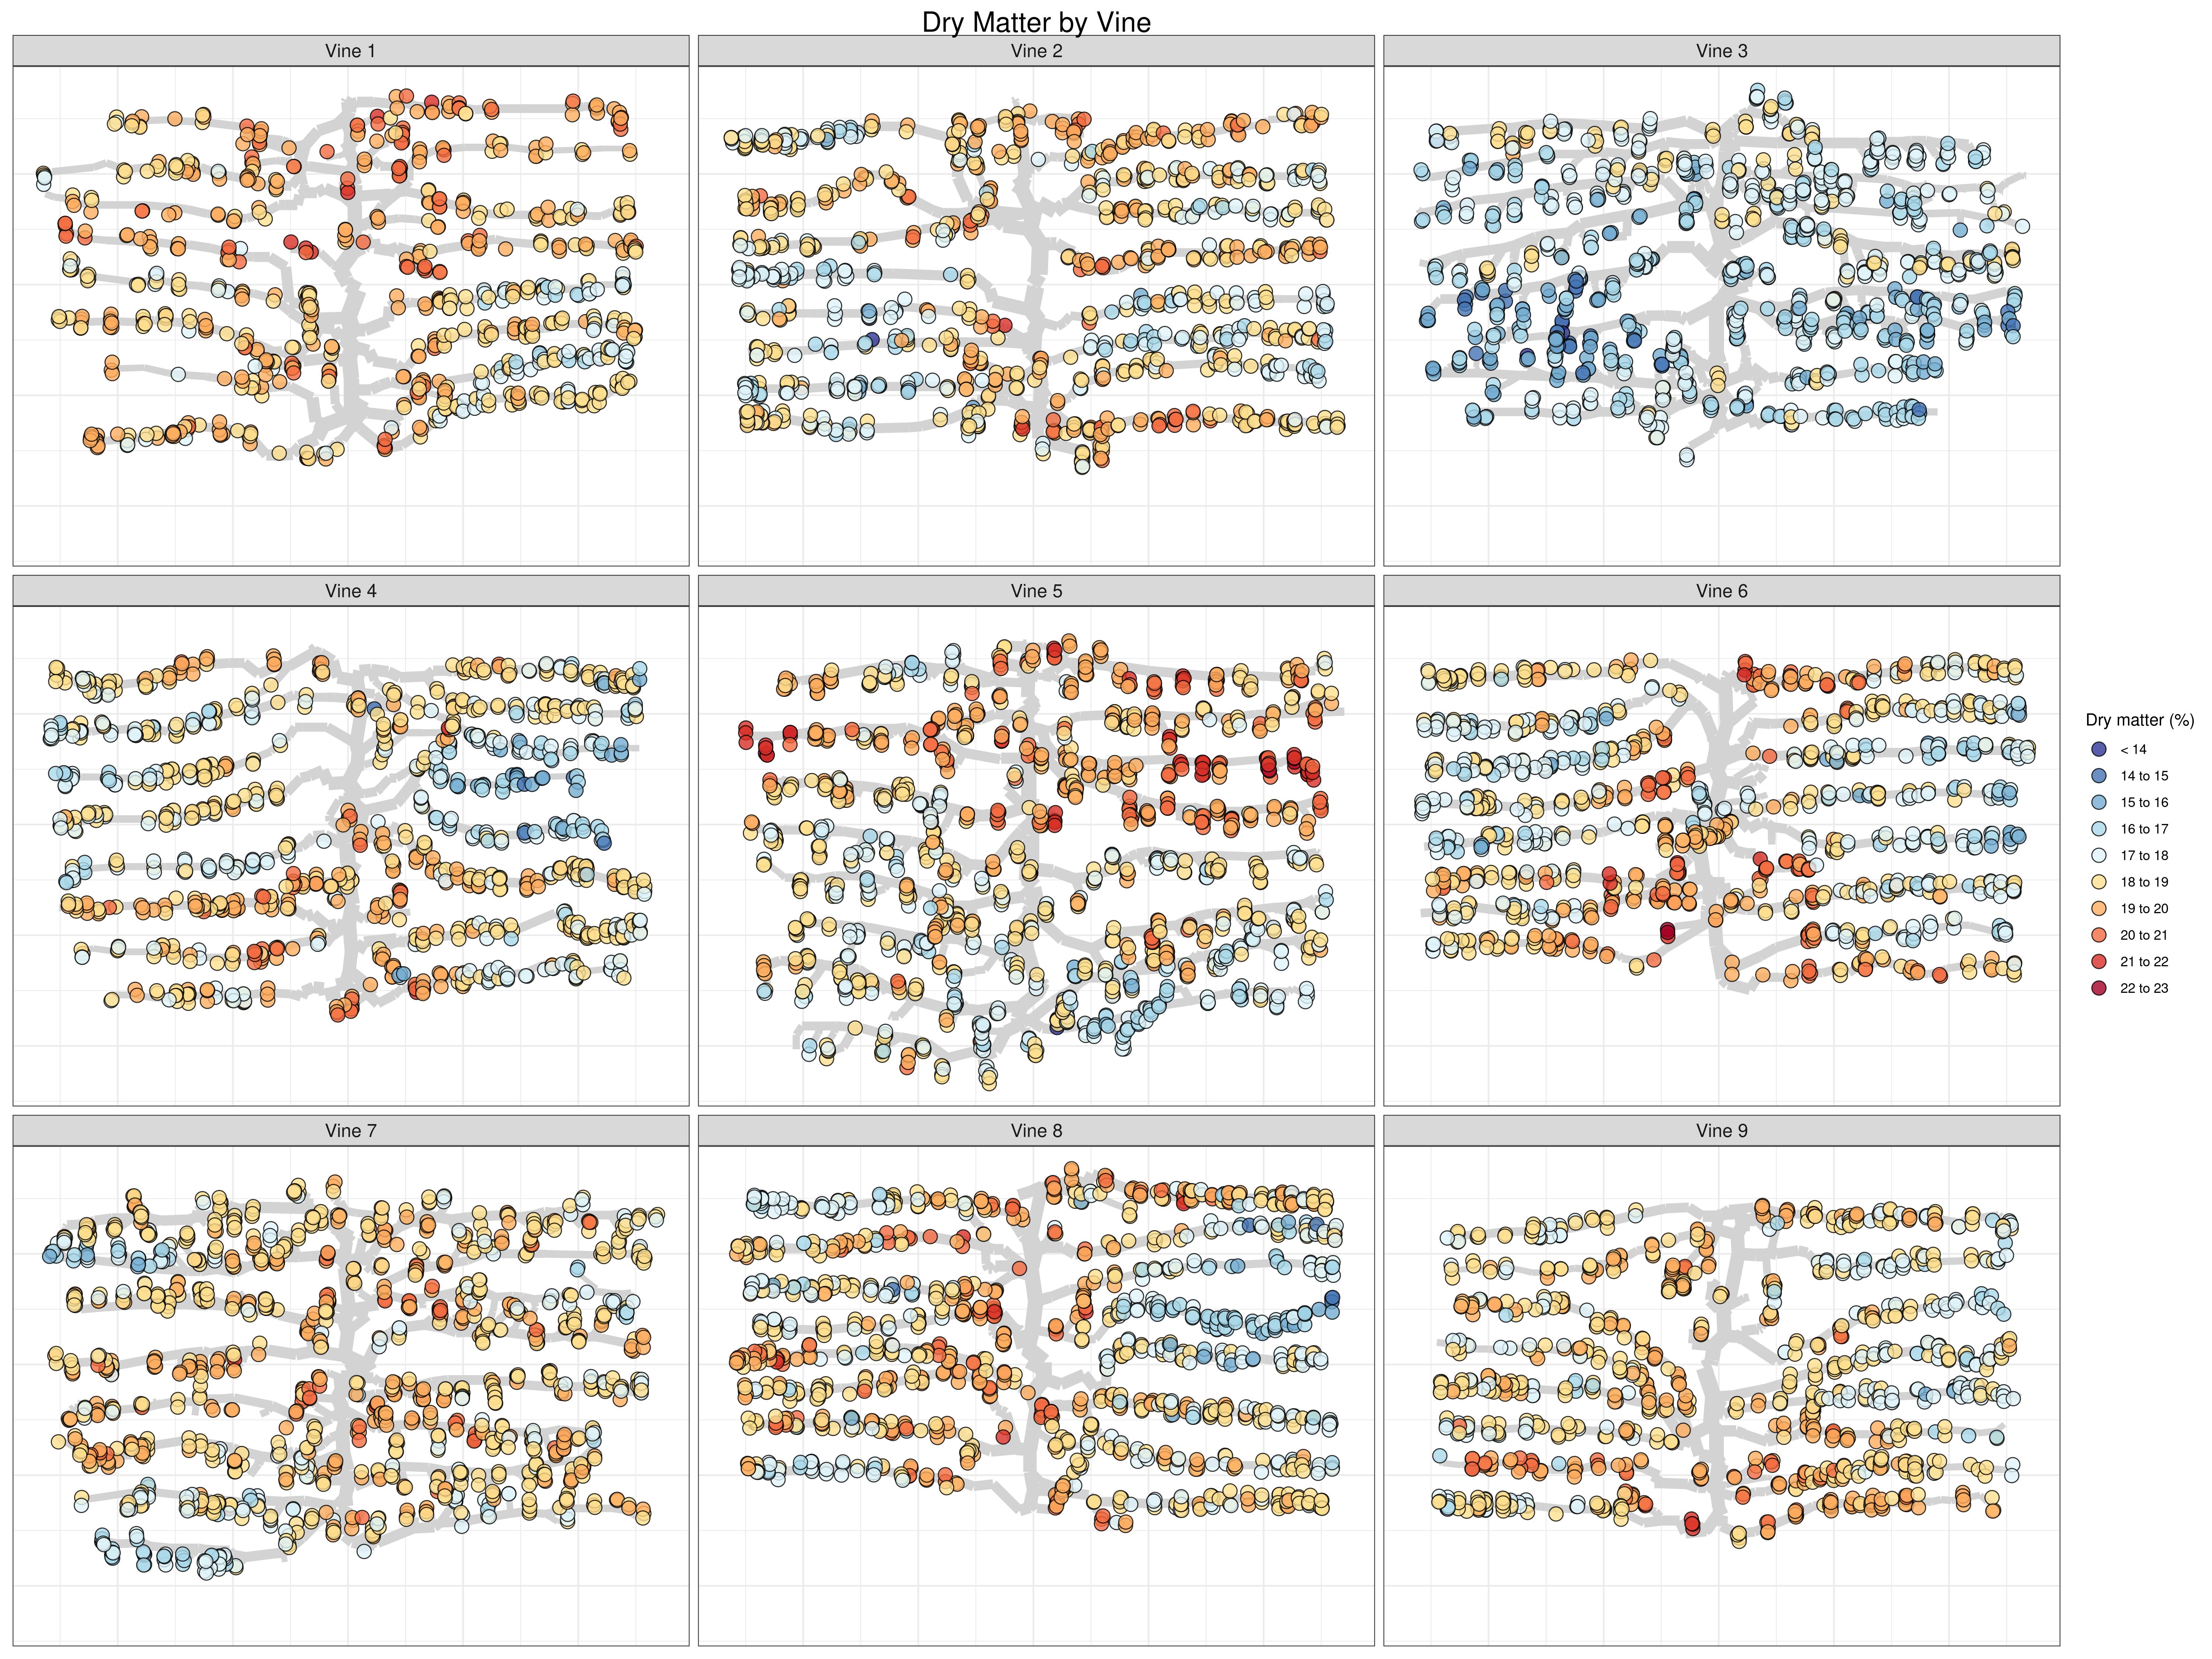 Dry Matter by Vine
Vine 1
Vine 2
Vine 3
Vine 4
Vine 5
Vine 6
Vine 7
Vine 8
Vine 9
Dry matter (%)
< 14
14 to 15
15 to 16
16 to 17
17 to 18
18 to 19
19 to 20
20 to 21
21 to 22
22 to 23